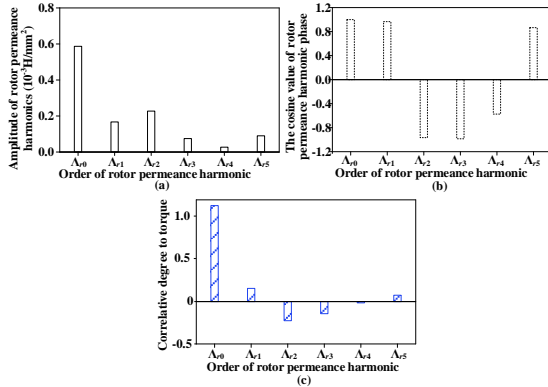 Amplitude of rotor permeance
harmonics (10⁻³H/mm²)
0.8
0.6
0.4
0.2
0.0
Λr0 Λr1 Λr2 Λr3 Λr4 Λr5
Order of rotor permeance harmonic
(a)
The cosine value of rotor
permeance harmonic phase
1.2
0.8
0.4
0.0
-0.4
-0.8
-1.2
Λr0 Λr1 Λr2 Λr3 Λr4 Λr5
Order of rotor permeance harmonic
(b)
Correlative degree to torque
1.0
0.5
0
-0.5
Λr0 Λr1 Λr2 Λr3 Λr4 Λr5
Order of rotor permeance harmonic
(c)